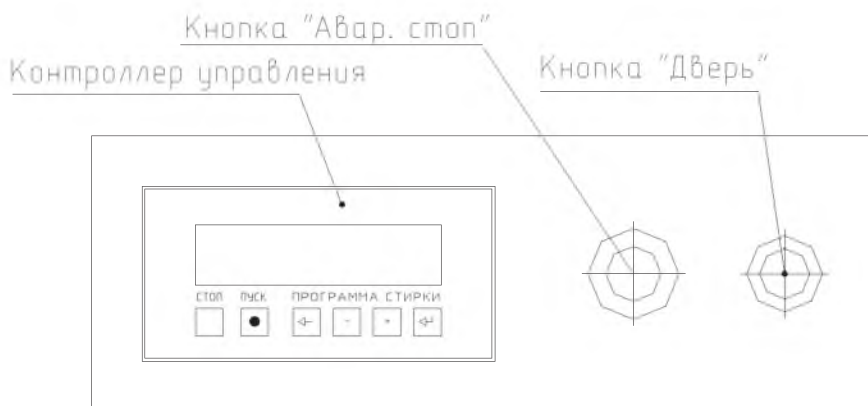 Кнопка "Авар. стоп"
Контроллер управления
Кнопка "Дверь"
СТОП ПУСК ПРОГРАММА СТИРКИ
- +